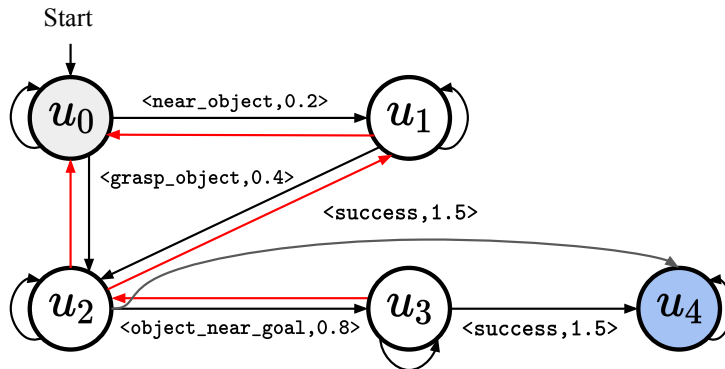 Start
u0
<near_object,0.2>
u1
<grasp_object,0.4>
<success,1.5>
u2
<object_near_goal,0.8>
u3
<success,1.5>
u4